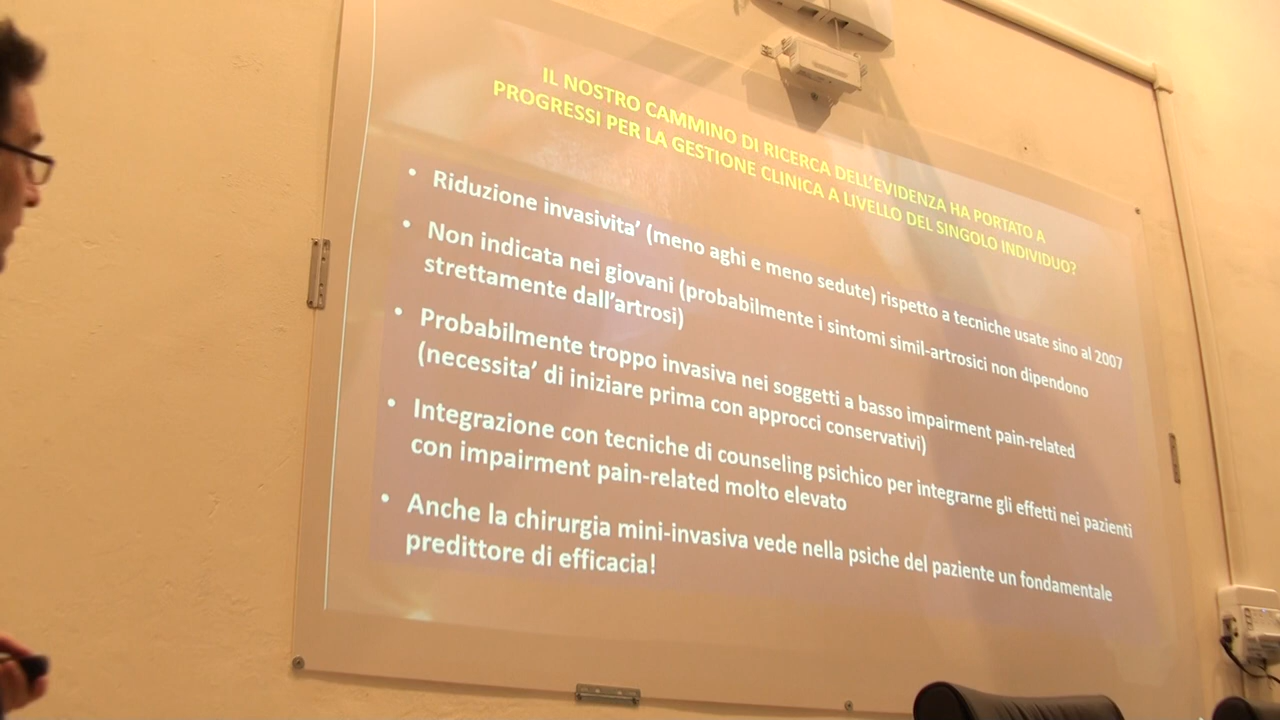 IL NOSTRO CAMMINO DI RICERCA DELL'EVIDENZA HA PORTATO A
PROGRESSI PER LA GESTIONE CLINICA A LIVELLO DEL SINGOLO INDIVIDUO?
• Riduzione invasivita' (meno aghi e meno sedute) rispetto a tecniche usate sino al 2007
• Non indicata nei giovani (probabilmente i sintomi simil-artrosici non dipendono
strettamente dall'artrosi)
• Probabilmente troppo invasiva nei soggetti a basso impairment pain-related
(necessita' di iniziare prima con approcci conservativi)
• Integrazione con tecniche di counseling psichico per integrarne gli effetti nei pazienti
con impairment pain-related molto elevato
• Anche la chirurgia mini-invasiva vede nella psiche del paziente un fondamentale
predittore di efficacia!